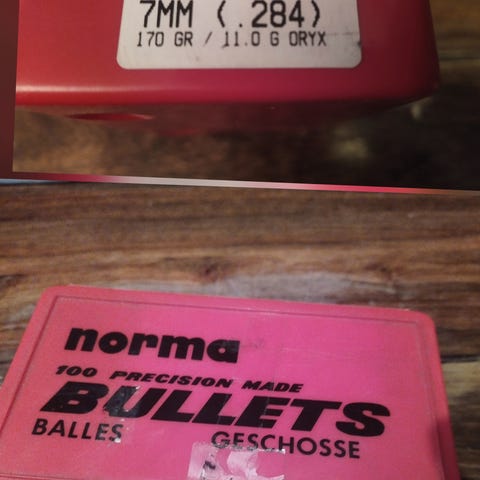 7MM (.284)
170 GR / 11.0 G ORYX
norma
100 PRECISION MADE
BULLETS
BALLES GESCHOSSE